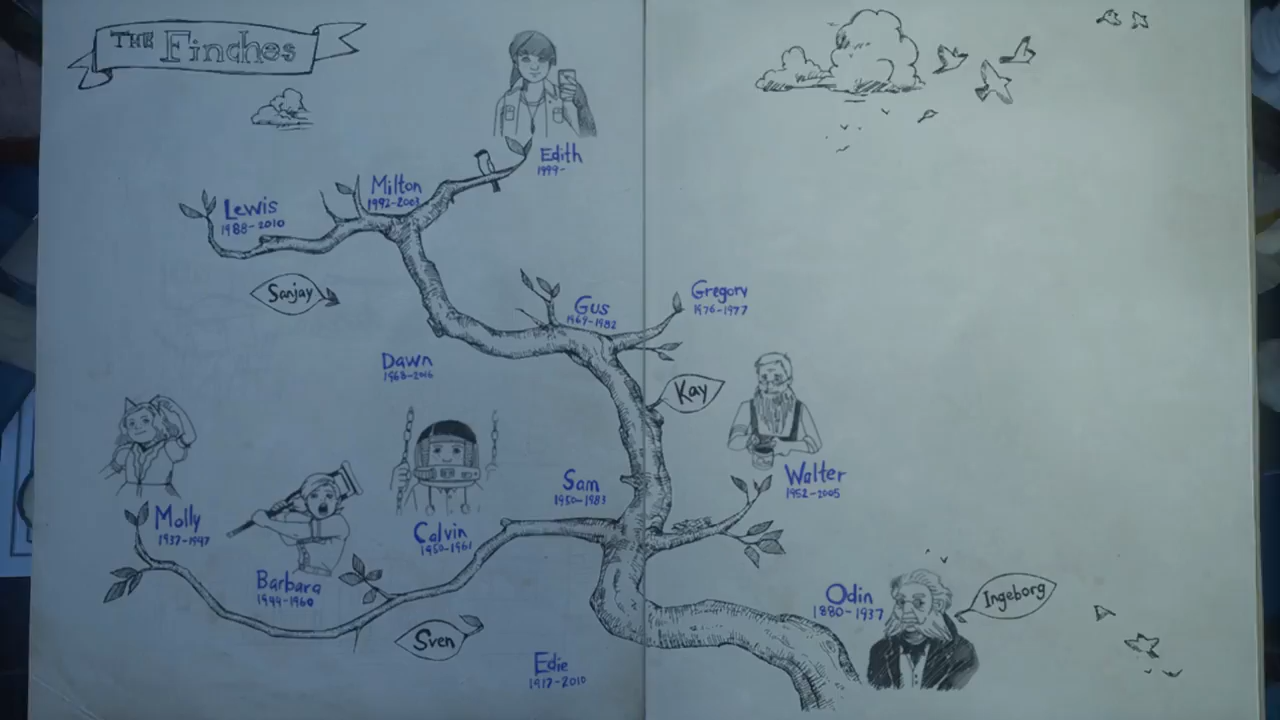 THE Finches
Edith
1999-
Milton
1992-2003
Lewis
1988-2010
Sanjay
Gus
1969-1982
Gregory
1976-1977
Dawn
1968-2016
Kay
Sam
1950-1983
Walter
1952-2005
Molly
1937-1947
Calvin
1950-1961
Barbara
1944-1960
Odin
1880-1937
Ingeborg
Sven
Edie
1917-2010